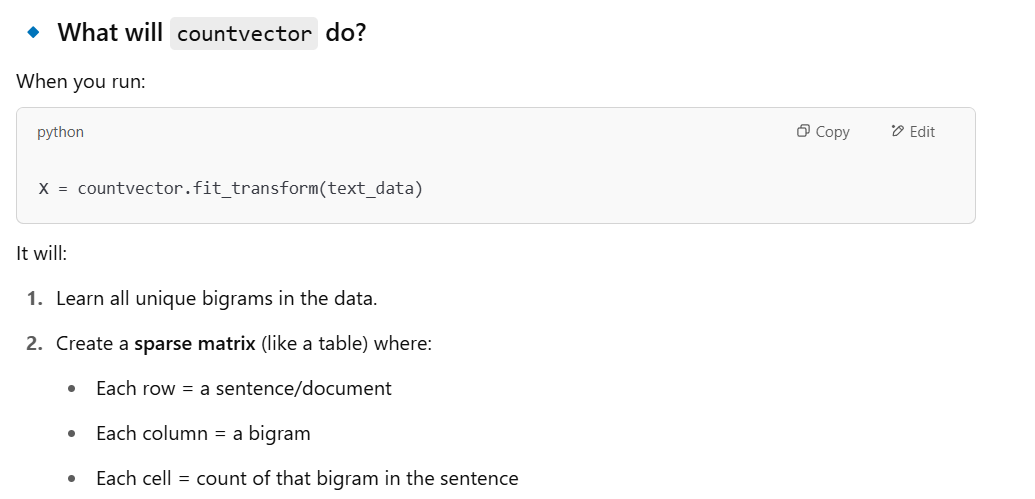 What will countvector do?
When you run:
python
Copy
Edit
X = countvector.fit_transform(text_data)
It will:
1. Learn all unique bigrams in the data.
2. Create a sparse matrix (like a table) where:
• Each row = a sentence/document
• Each column = a bigram
• Each cell = count of that bigram in the sentence